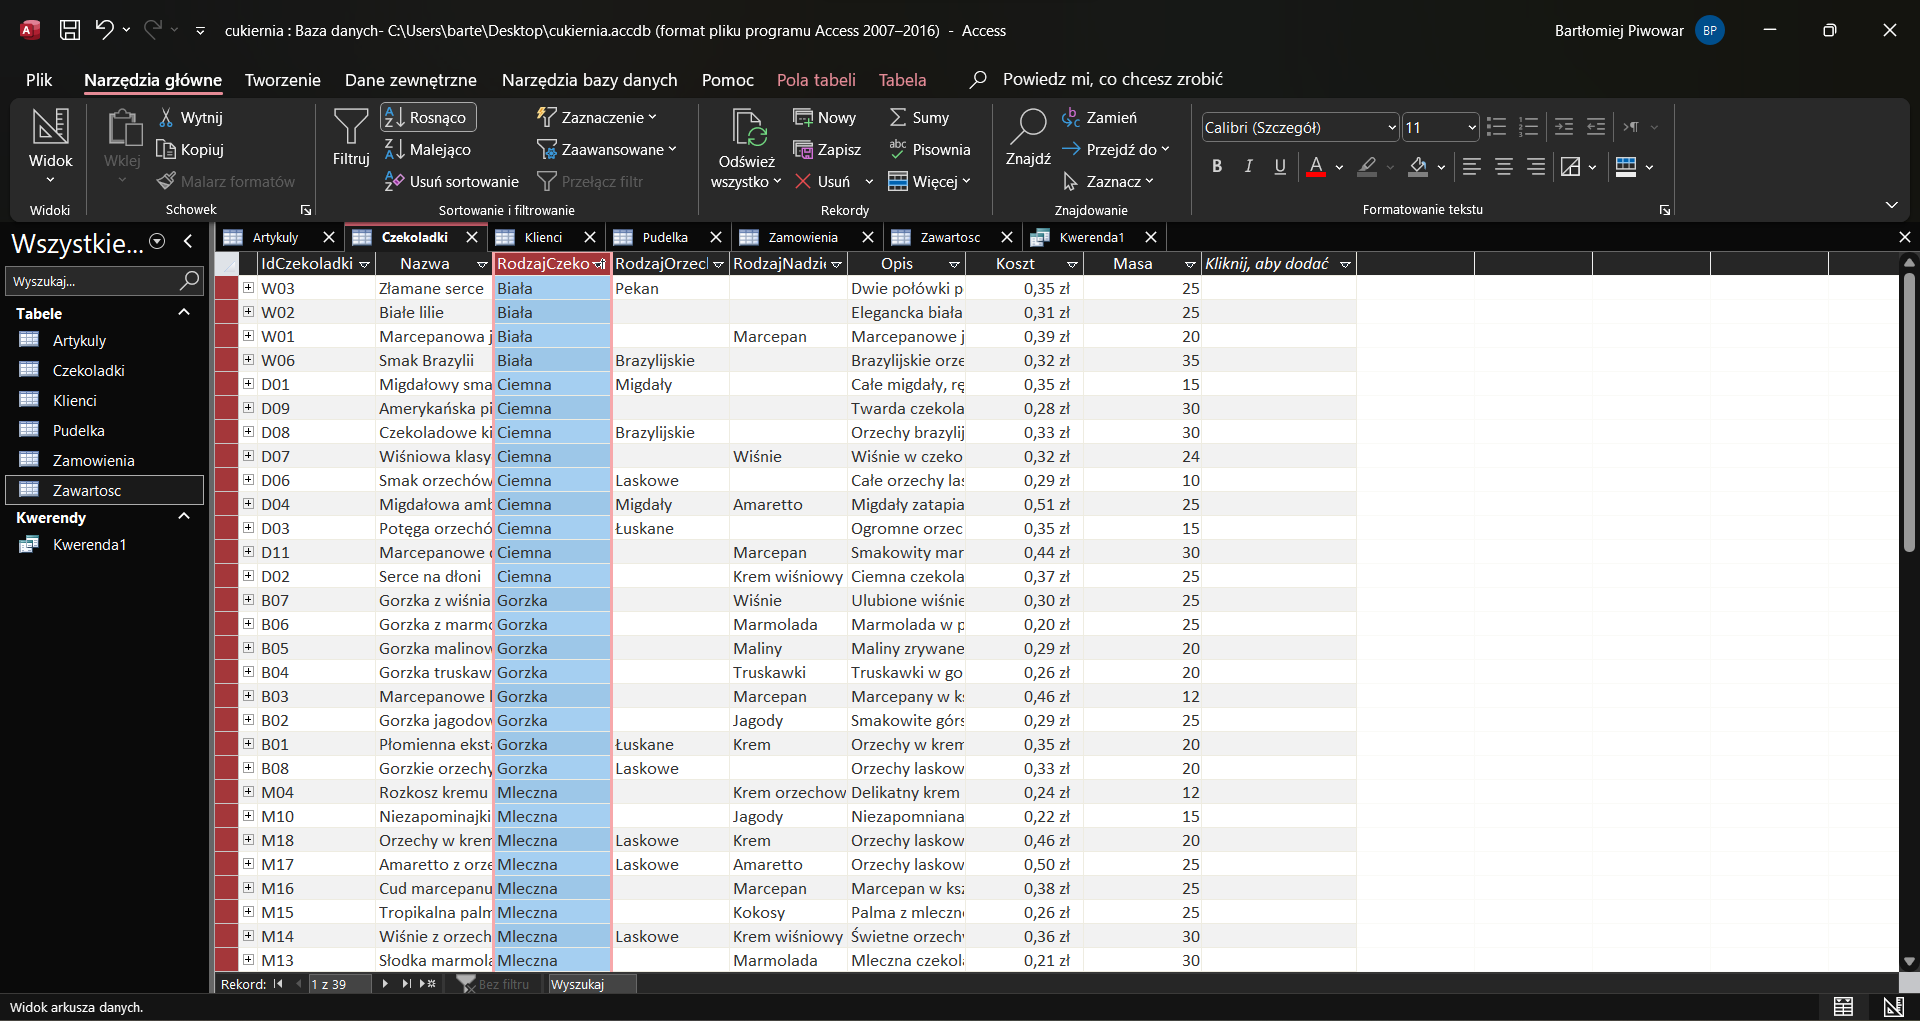 cukiernia : Baza danych- C:\Users\barte\Desktop\cukiernia.accdb (format pliku programu Access 2007–2016) - Access
Bartłomiej Piwowar BP
Plik Narzędzia główne Tworzenie Dane zewnętrzne Narzędzia bazy danych Pomoc Pola tabeli Tabela Powiedz mi, co chcesz zrobić
Widok
Widoki
Wklej
Wytnij
Kopiuj
Malarz formatów
Schowek
Filtruj
Rosnąco
Malejąco
Usuń sortowanie
Zaznaczenie
Zaawansowane
Przełącz filtr
Sortowanie i filtrowanie
Odśwież wszystko
Nowy
Zapisz
Usuń
Sumy
Pisownia
Więcej
Rekordy
Znajdź
Zamień
Przejdź do
Zaznacz
Znajdowanie
Calibri (Szczegół) 11
B I U A
Formatowanie tekstu
Wszystkie...
Wyszukaj...
Tabele
Artykuly
Czekoladki
Klienci
Pudelka
Zamowienia
Zawartosc
Kwerendy
Kwerenda1
Artykuly Czekoladki Klienci Pudelka Zamowienia Zawartosc Kwerenda1
IdCzekoladki Nazwa RodzajCzeko RodzajOrzecl RodzajNadzie Opis Koszt Masa Kliknij, aby dodać
W03 Złamane serce Biała Pekan Dwie połówki p 0,35 zł 25
W02 Białe lilie Biała Elegancka biała 0,31 zł 25
W01 Marcepanowa j Biała Marcepan Marcepanowe j 0,39 zł 20
W06 Smak Brazylii Biała Brazylijskie Brazylijskie orze 0,32 zł 35
D01 Migdałowy sma Ciemna Migdały Całe migdały, rę 0,35 zł 15
D09 Amerykańska pi Ciemna Twarda czekola 0,28 zł 30
D08 Czekoladowe ki Ciemna Brazylijskie Orzechy brazylij 0,33 zł 30
D07 Wiśniowa klasy Ciemna Wiśnie Wiśnie w czeko 0,32 zł 24
D06 Smak orzechów Ciemna Laskowe Całe orzechy las 0,29 zł 10
D04 Migdałowa amb Ciemna Migdały Amaretto Migdały zatapia 0,51 zł 25
D03 Potęga orzechó Ciemna Łuskane Ogromne orzec 0,35 zł 15
D11 Marcepanowe Ciemna Marcepan Smakowity mar 0,44 zł 30
D02 Serce na dłoni Ciemna Krem wiśniowy Ciemna czekola 0,37 zł 25
B07 Gorzka z wiśnia Gorzka Wiśnie Ulubione wiśnie 0,30 zł 25
B06 Gorzka z marmo Gorzka Marmolada Marmolada w p 0,20 zł 25
B05 Gorzka malinow Gorzka Maliny Maliny zrywane 0,29 zł 20
B04 Gorzka truskaw Gorzka Truskawki Truskawki w go 0,26 zł 20
B03 Marcepanowe Gorzka Marcepan Marcepany w ks 0,46 zł 12
B02 Gorzka jagodow Gorzka Jagody Smakowite górs 0,29 zł 25
B01 Płomienna eksta Gorzka Łuskane Krem Orzechy w krem 0,35 zł 20
B08 Gorzkie orzechy Gorzka Laskowe Orzechy laskow 0,33 zł 20
M04 Rozkosz kremu Mleczna Krem orzechow Delikatny krem 0,24 zł 12
M10 Niezapominajki Mleczna Jagody Niezapomniana 0,22 zł 15
M18 Orzechy w krem Mleczna Laskowe Krem Orzechy laskow 0,46 zł 20
M17 Amaretto z orze Mleczna Laskowe Amaretto Orzechy laskow 0,50 zł 25
M16 Cud marcepanu Mleczna Marcepan Marcepan w ksz 0,38 zł 25
M15 Tropikalna palm Mleczna Kokosy Palma z mleczn 0,26 zł 25
M14 Wiśnie z orzech Mleczna Laskowe Krem wiśniowy Świetne orzech 0,36 zł 30
M13 Słodka marmola Mleczna Marmolada Mleczna czekola 0,21 zł 30
Rekord: 1 z 39 Bez filtru Wyszukaj
Widok arkusza danych.